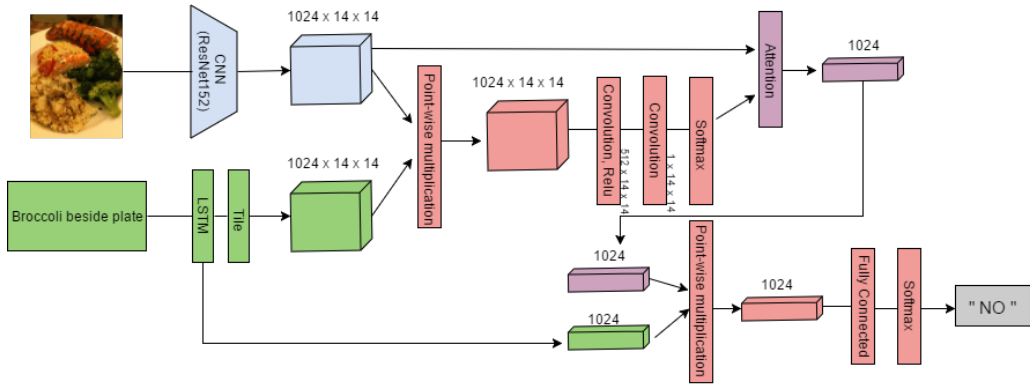 1024 x 14 x 14
CNN
(ResNet152)
Point-wise multiplication
1024 x 14 x 14
Convolution, Relu
512 x 14 x 14
Convolution
1 x 14 x 14
Softmax
Attention
1024
Broccoli beside plate
LSTM
Tile
1024 x 14 x 14
1024
1024
Point-wise multiplication
1024
Fully Connected
Softmax
" NO "